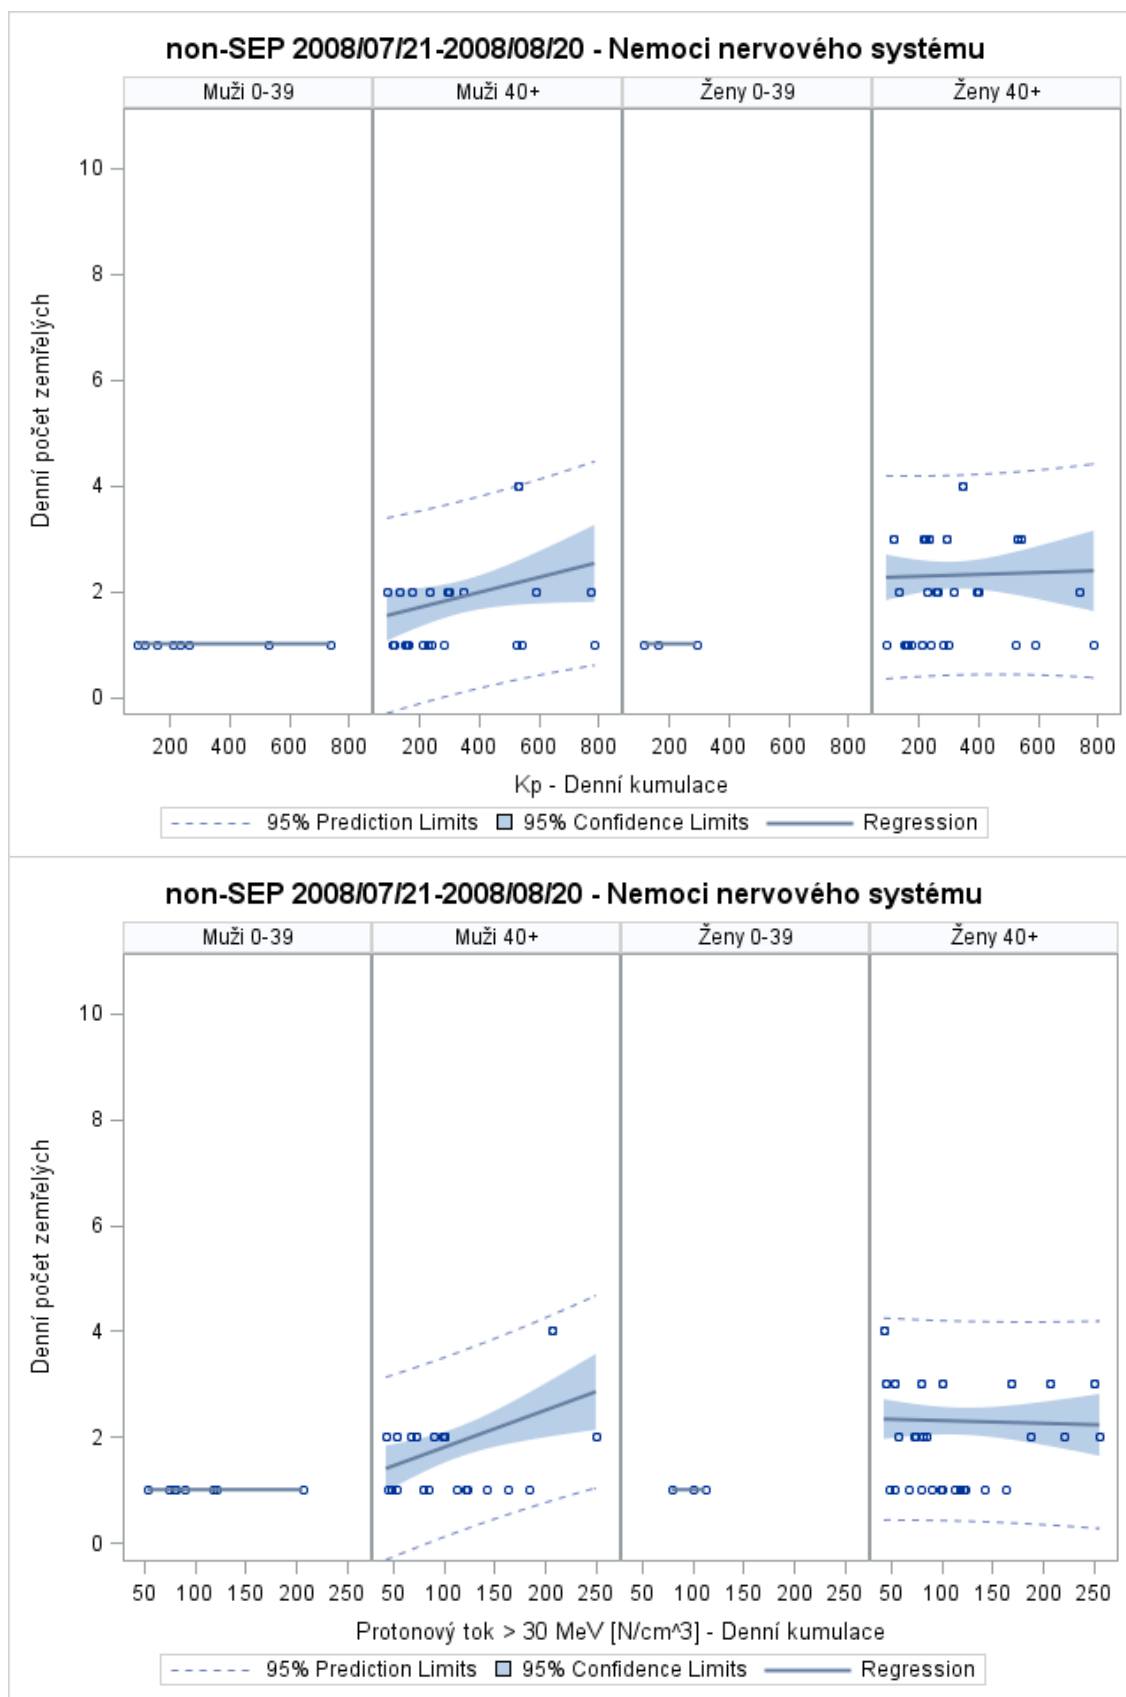 non-SEP 2008/07/21-2008/08/20 - Nemoci nervového systému
Muži 0-39 Muži 40+ Ženy 0-39 Ženy 40+
10
8
6
4
2
0
Denní počet zemřelých
200 400 600 800 200 400 600 800 200 400 600 800 200 400 600 800
Kp - Denní kumulace
95% Prediction Limits 95% Confidence Limits Regression
non-SEP 2008/07/21-2008/08/20 - Nemoci nervového systému
Muži 0-39 Muži 40+ Ženy 0-39 Ženy 40+
10
8
6
4
2
0
Denní počet zemřelých
50 100 150 200 250 50 100 150 200 250 50 100 150 200 250 50 100 150 200 250
Protonový tok > 30 MeV [N/cm^3] - Denní kumulace
95% Prediction Limits 95% Confidence Limits Regression